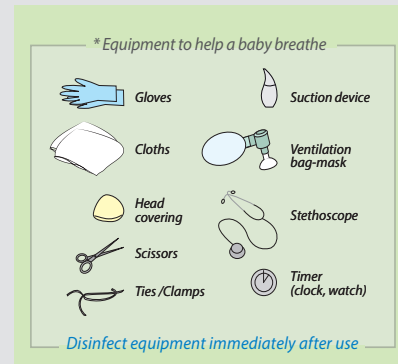 * Equipment to help a baby breathe
Gloves
Suction device
Cloths
Ventilation
bag-mask
Head
covering
Stethoscope
Scissors
Timer
(clock, watch)
Ties /Clamps
Disinfect equipment immediately after use